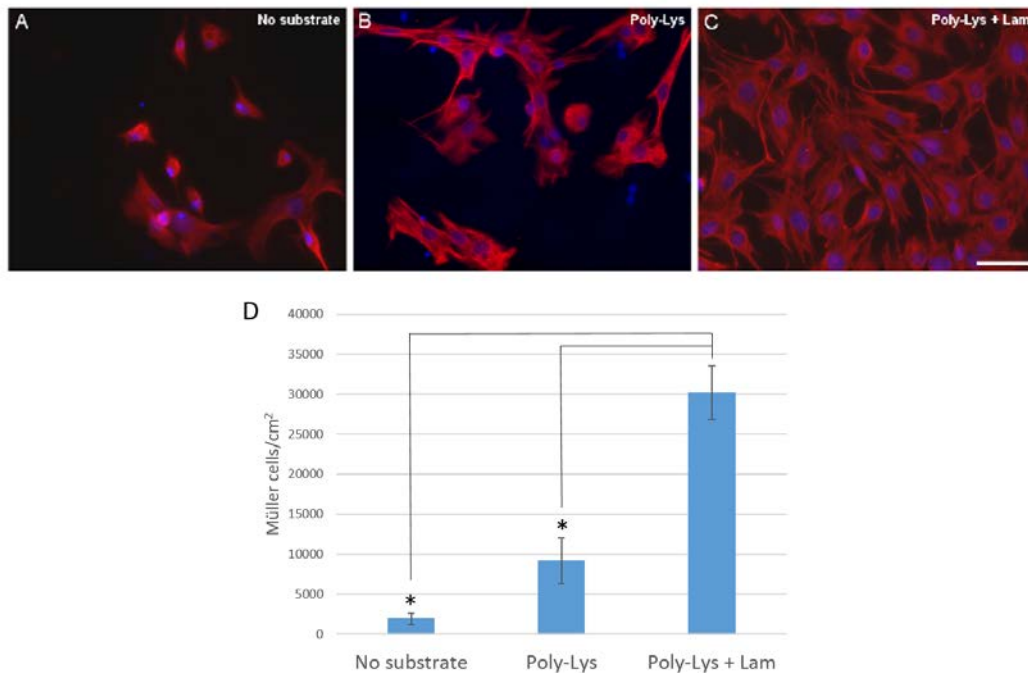 A No substrate
B Poly-Lys
C Poly-Lys + Lam
D
40000
35000
30000
25000
20000
15000
10000
5000
0
Müller cells/cm²
*
*
No substrate Poly-Lys Poly-Lys + Lam